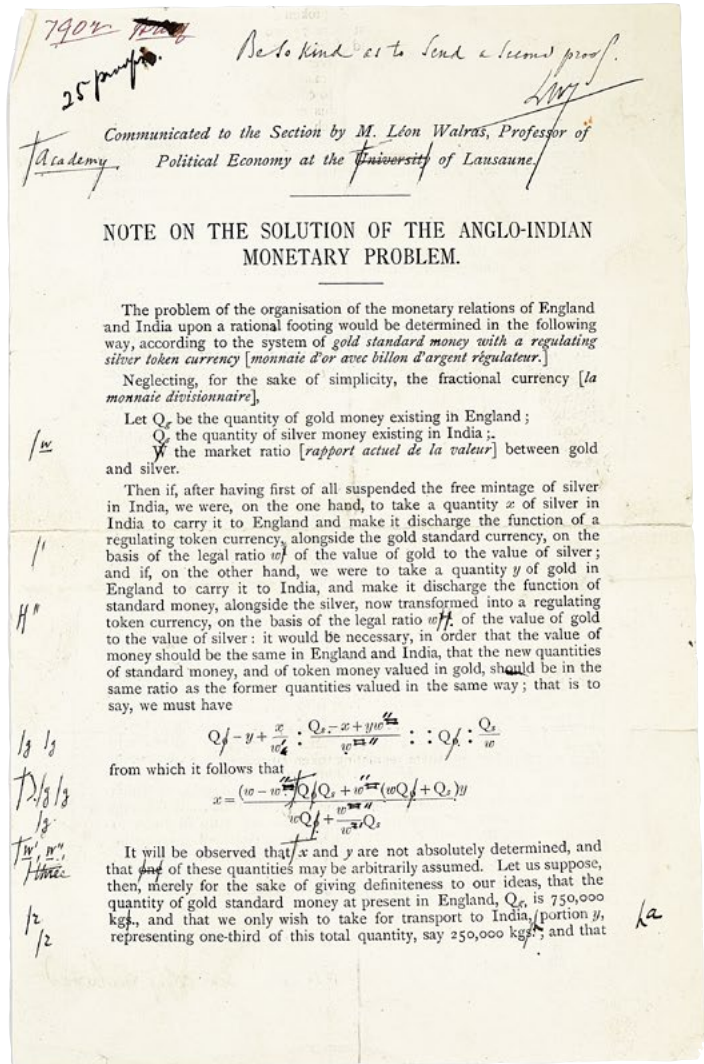 7902
25 proofs.
Be so kind as to send a second proof.
LW
Communicated to the Section by M. Léon Walras, Professor of
Academy
Political Economy at the University of Lausaune.
NOTE ON THE SOLUTION OF THE ANGLO-INDIAN
MONETARY PROBLEM.
The problem of the organisation of the monetary relations of England
and India upon a rational footing would be determined in the following
way, according to the system of gold standard money with a regulating
silver token currency [monnaie d'or avec billon d'argent régulateur.]
Neglecting, for the sake of simplicity, the fractional currency [la
monnaie divisionnaire],
Let Qg be the quantity of gold money existing in England ;
Qs the quantity of silver money existing in India ;.
w
W the market ratio [rapport actuel de la valeur] between gold
and silver.
Then if, after having first of all suspended the free mintage of silver
in India, we were, on the one hand, to take a quantity x of silver in
India to carry it to England and make it discharge the function of a
regulating token currency, alongside the gold standard currency, on the
/'
basis of the legal ratio w of the value of gold to the value of silver ;
and if, on the other hand, we were to take a quantity y of gold in
England to carry it to India, and make it discharge the function of
standard money, alongside the silver, now transformed into a regulating
"
token currency, on the basis of the legal ratio w of the value of gold
to the value of silver : it would be necessary, in order that the value of
money should be the same in England and India, that the new quantities
of standard money, and of token money valued in gold, should be in the
same ratio as the former quantities valued in the same way ; that is to
say, we must have
/g /g
Q - y + x/w' : (Qs - x + yw")/w" : : Q : Qs/w
from which it follows that
/g /g
x = ((w - w")QQs + w"(wQ + Qs)y)/(wQ + (w"/w')Qs)
/g
It will be observed that x and y are not absolutely determined, and
w', w",
three
that one of these quantities may be arbitrarily assumed. Let us suppose,
then, merely for the sake of giving definiteness to our ideas, that the
quantity of gold standard money at present in England, Qg, is 750,000
/r
a
kgs., and that we only wish to take for transport to India, portion y,
/r
representing one-third of this total quantity, say 250,000 kgs., and that